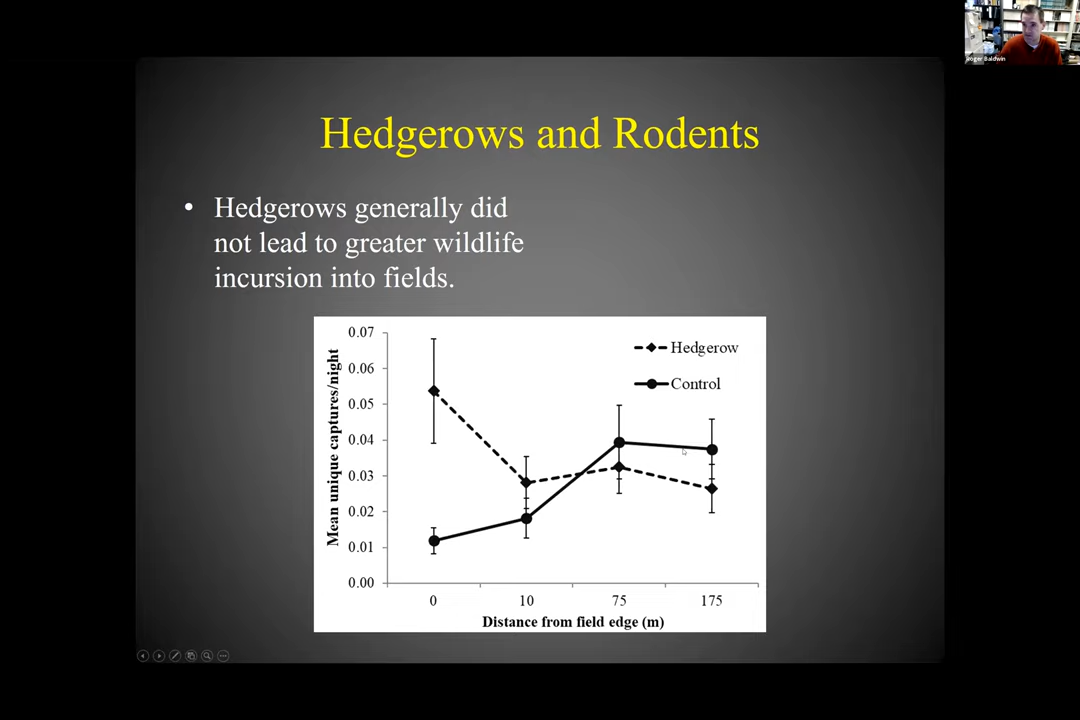 Roger Baldwin
Hedgerows and Rodents
• Hedgerows generally did
not lead to greater wildlife
incursion into fields.
0.07
0.06
0.05
0.04
0.03
0.02
0.01
0.00
Mean unique captures/night
Hedgerow
Control
0 10 75 175
Distance from field edge (m)